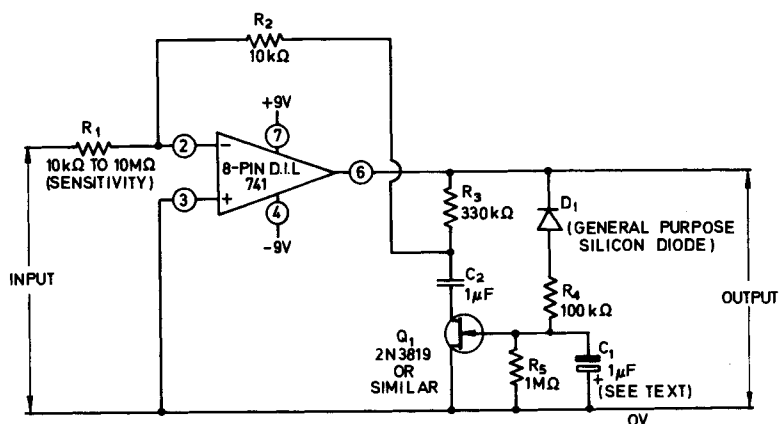 R2
10kΩ
+9V
R1
10kΩ TO 10MΩ
(SENSITIVITY)
2
−
7
8-PIN D.I.L
741
6
3
+
4
-9V
R3
330kΩ
D1
(GENERAL PURPOSE
SILICON DIODE)
INPUT
C2
1µF
R4
100kΩ
OUTPUT
Q1
2N3819
OR
SIMILAR
R5
1MΩ
C1
1µF
+
(SEE TEXT)
0V